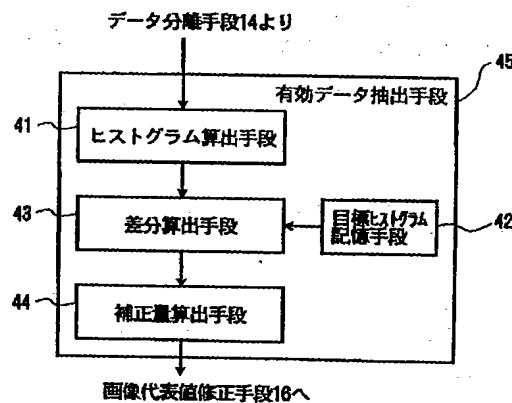 データ分離手段14より
45
有効データ抽出手段
41
ヒストグラム算出手段
43
差分算出手段
目標ヒストグラム
記憶手段
42
44
補正量算出手段
画像代表値修正手段16へ